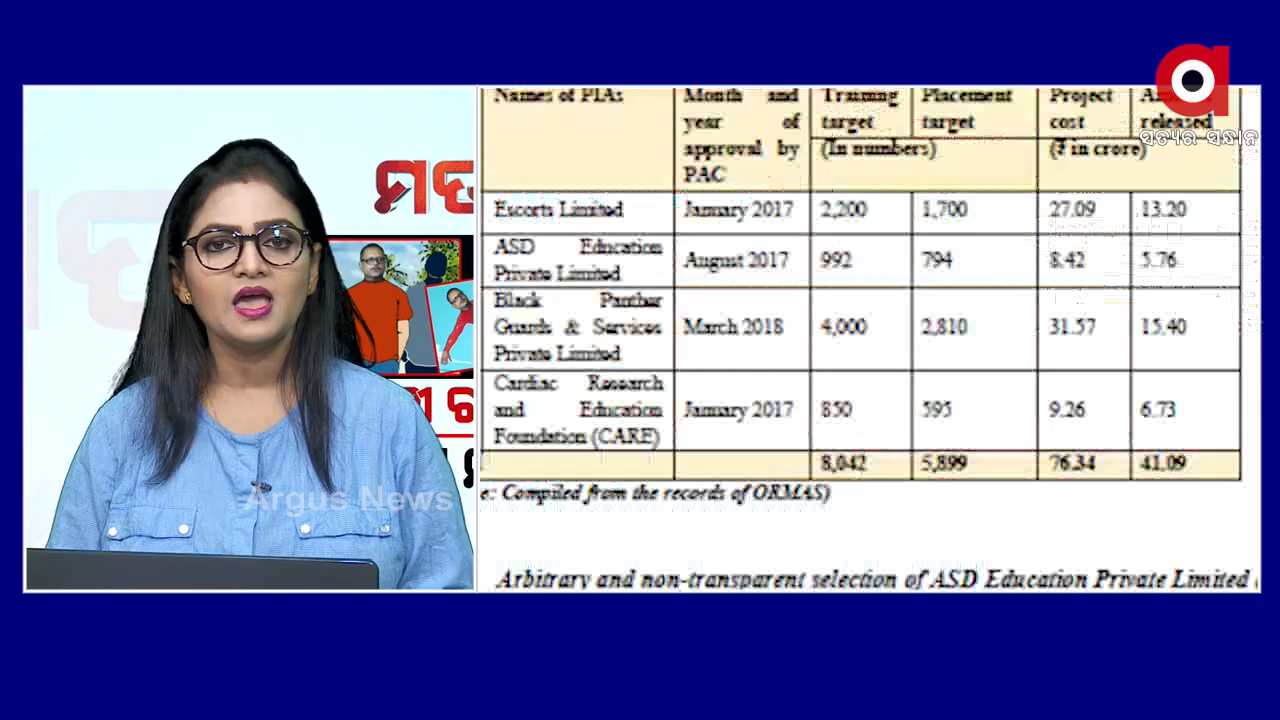 ସତ୍ୟର ସନ୍ଧାନ
Argus News
Names of PIAs
Month and year of approval by PAC
Training target
Placement target
(In numbers)
Project cost
released
(₹ in crore)
Escorts Limited January 2017 2,200 1,700 27.09 13.20
ASD Education Private Limited August 2017 992 794 8.42 5.76
Black Panther Guards & Services Private Limited March 2018 4,000 2,810 31.57 15.40
Cardiac Research and Education Foundation (CARE) January 2017 850 595 9.26 6.73
8,042 5,899 76.34 41.09
Compiled from the records of ORMAS)
Arbitrary and non-transparent selection of ASD Education Private Limited